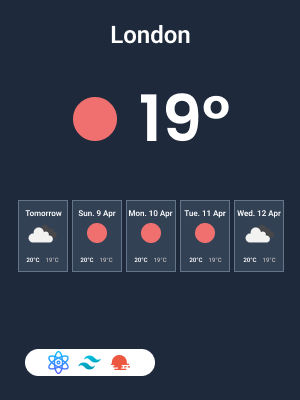 London
19°
Tomorrow
20°C 19°C
Sun. 9 Apr
20°C 19°C
Mon. 10 Apr
20°C 19°C
Tue. 11 Apr
20°C 19°C
Wed. 12 Apr
20°C 19°C